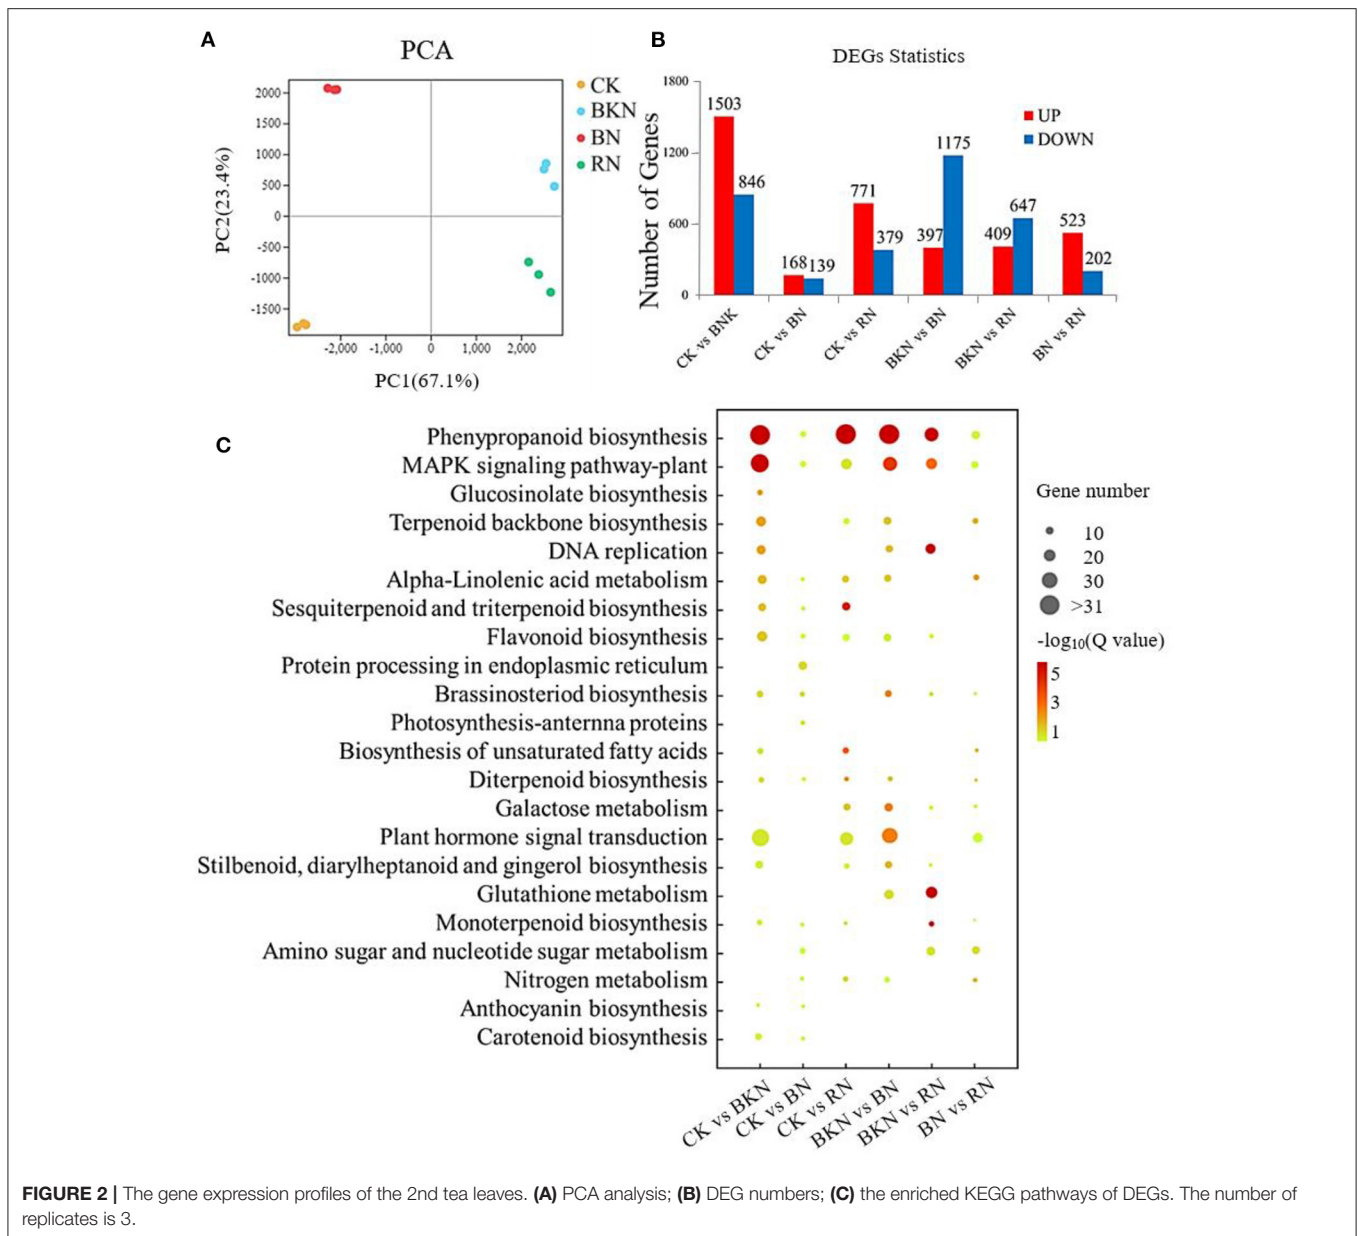 A
PCA
2000
1500
1000
500
0
-500
-1000
-1500
PC2(23.4%)
-2,000 -1,000 0 1,000 2,000
PC1(67.1%)
CK
BKN
BN
RN
B
DEGs Statistics
Number of Genes
1800
1200
600
0
1503
846
168
139
771
379
397
1175
409
647
523
202
UP
DOWN
CK vs BNK
CK vs BN
CK vs RN
BKN vs BN
BKN vs RN
BN vs RN
C
Phenypropanoid biosynthesis
MAPK signaling pathway-plant
Glucosinolate biosynthesis
Terpenoid backbone biosynthesis
DNA replication
Alpha-Linolenic acid metabolism
Sesquiterpenoid and triterpenoid biosynthesis
Flavonoid biosynthesis
Protein processing in endoplasmic reticulum
Brassinosteriod biosynthesis
Photosynthesis-anternna proteins
Biosynthesis of unsaturated fatty acids
Diterpenoid biosynthesis
Galactose metabolism
Plant hormone signal transduction
Stilbenoid, diarylheptanoid and gingerol biosynthesis
Glutathione metabolism
Monoterpenoid biosynthesis
Amino sugar and nucleotide sugar metabolism
Nitrogen metabolism
Anthocyanin biosynthesis
Carotenoid biosynthesis
CK vs BKN
CK vs BN
CK vs RN
BKN vs BN
BKN vs RN
BN vs RN
Gene number
10
20
30
>31
-log10(Q value)
5
3
1
FIGURE 2 | The gene expression profiles of the 2nd tea leaves. (A) PCA analysis; (B) DEG numbers; (C) the enriched KEGG pathways of DEGs. The number of
replicates is 3.